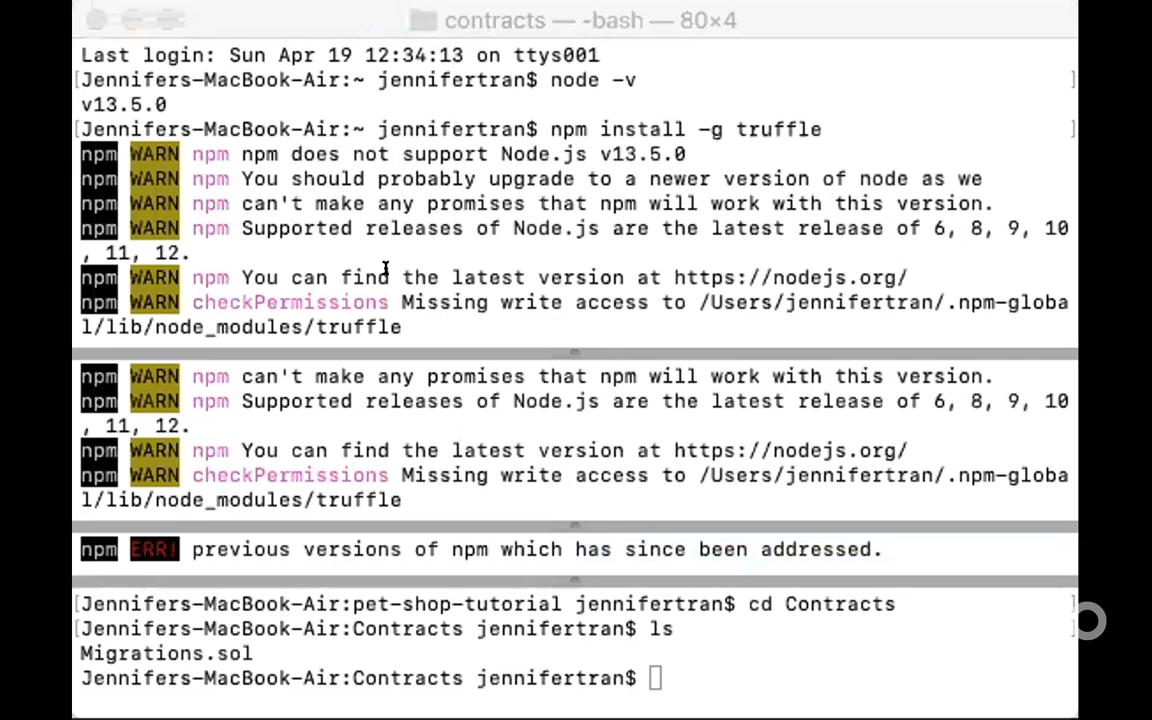 contracts — -bash — 80×4
Last login: Sun Apr 19 12:34:13 on ttys001
[Jennifers-MacBook-Air:~ jennifertran$ node -v ]
v13.5.0
[Jennifers-MacBook-Air:~ jennifertran$ npm install -g truffle ]
npm WARN npm npm does not support Node.js v13.5.0
npm WARN npm You should probably upgrade to a newer version of node as we
npm WARN npm can't make any promises that npm will work with this version.
npm WARN npm Supported releases of Node.js are the latest release of 6, 8, 9, 10
, 11, 12.
npm WARN npm You can find the latest version at https://nodejs.org/
npm WARN checkPermissions Missing write access to /Users/jennifertran/.npm-globa
l/lib/node_modules/truffle
npm WARN npm can't make any promises that npm will work with this version.
npm WARN npm Supported releases of Node.js are the latest release of 6, 8, 9, 10
, 11, 12.
npm WARN npm You can find the latest version at https://nodejs.org/
npm WARN checkPermissions Missing write access to /Users/jennifertran/.npm-globa
l/lib/node_modules/truffle
npm ERR! previous versions of npm which has since been addressed.
[Jennifers-MacBook-Air:pet-shop-tutorial jennifertran$ cd Contracts ]
[Jennifers-MacBook-Air:Contracts jennifertran$ ls ]
Migrations.sol
Jennifers-MacBook-Air:Contracts jennifertran$